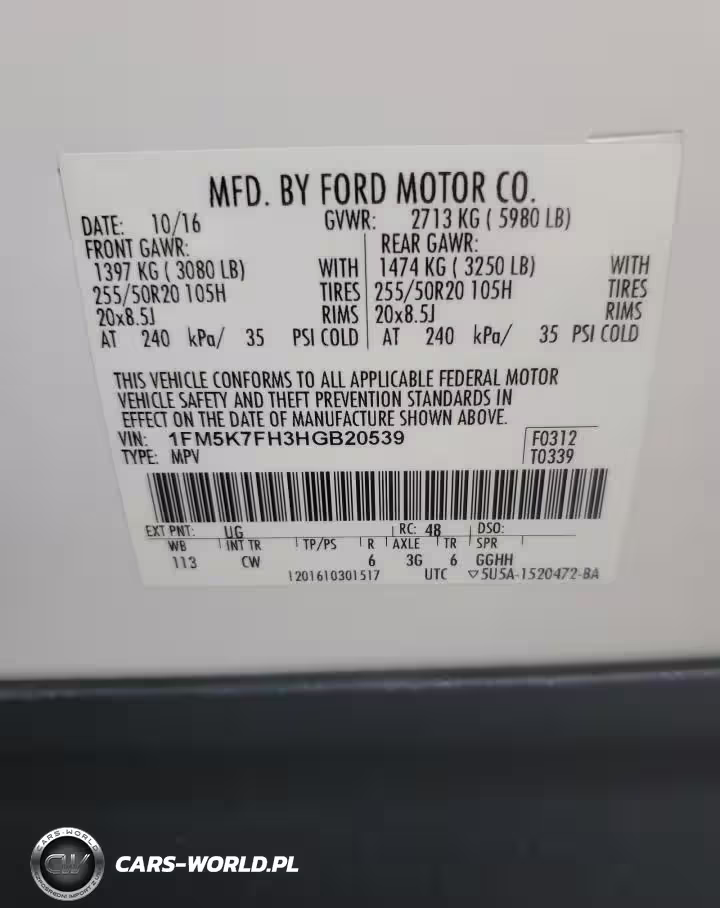 MFD. BY FORD MOTOR CO.
DATE: 10/16 GVWR: 2713 KG ( 5980 LB)
FRONT GAWR: REAR GAWR:
1397 KG ( 3080 LB) WITH 1474 KG ( 3250 LB) WITH
255/50R20 105H TIRES 255/50R20 105H TIRES
20x8.5J RIMS 20x8.5J RIMS
AT 240 kPa/ 35 PSI COLD AT 240 kPa/ 35 PSI COLD
THIS VEHICLE CONFORMS TO ALL APPLICABLE FEDERAL MOTOR
VEHICLE SAFETY AND THEFT PREVENTION STANDARDS IN
EFFECT ON THE DATE OF MANUFACTURE SHOWN ABOVE.
VIN: 1FM5K7FH3HGB20539 F0312
TYPE: MPV T0339
EXT PNT: UG RC: 48 DSO:
WB INT TR TP/PS R AXLE TR SPR
113 CW 6 3G 6 GGHH
1201610301517 UTC ▽5U5A-1520472-BA
CARS-WORLD
CW
CARS-WORLD.PL